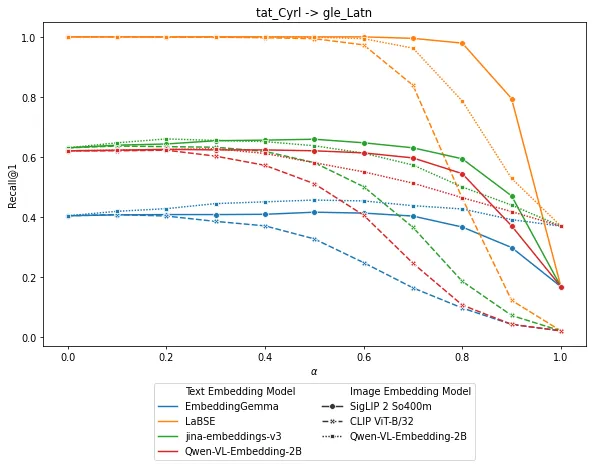 tat_Cyrl -> gle_Latn
Recall@1
1.0
0.8
0.6
0.4
0.2
0.0
0.0 0.2 0.4 0.6 0.8 1.0
α
Text Embedding Model
EmbeddingGemma
LaBSE
jina-embeddings-v3
Qwen-VL-Embedding-2B
Image Embedding Model
SigLIP 2 So400m
CLIP ViT-B/32
Qwen-VL-Embedding-2B